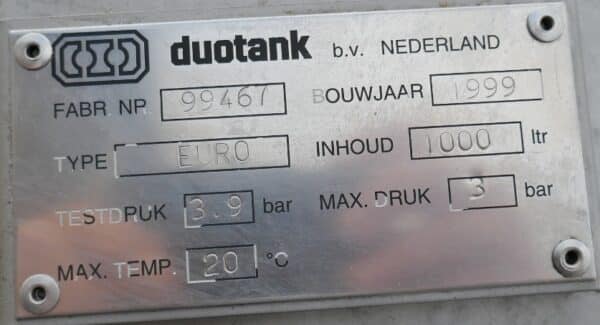 duotank b.v. NEDERLAND
FABR. NR. 99467 BOUWJAAR 1999
TYPE EURO INHOUD 1000 ltr
TESTDRUK 3.9 bar MAX. DRUK 3 bar
MAX. TEMP. 20 °C